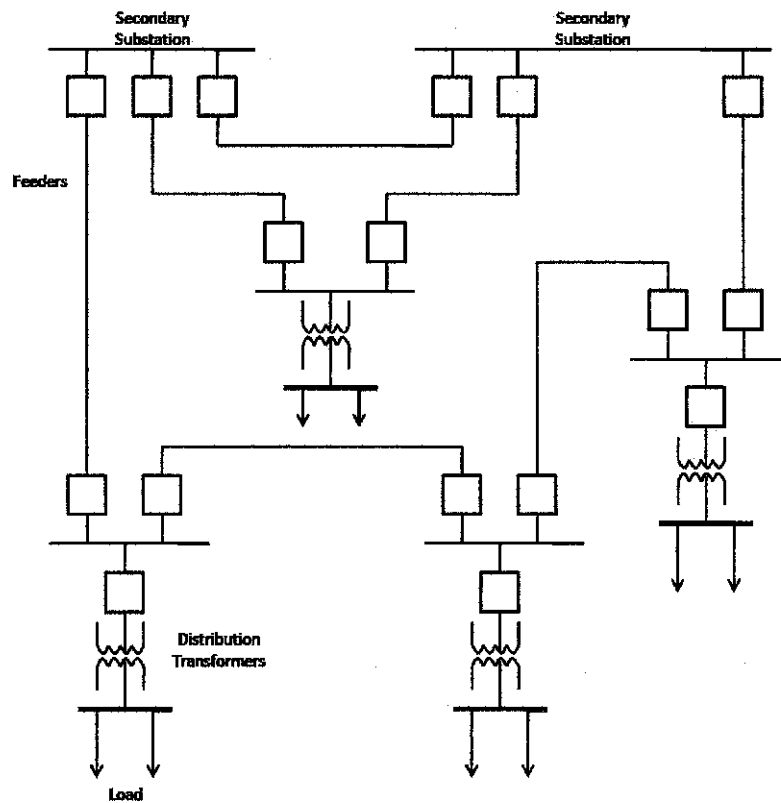 Secondary
Substation
Secondary
Substation
Feeders
Distribution
Transformers
Load